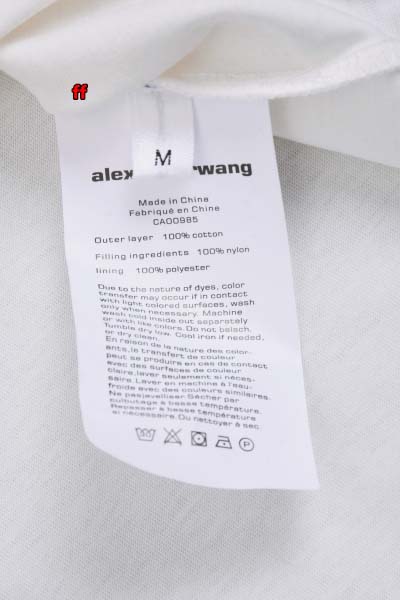 ff
M
alex rwang
Made in China
Fabriqué en Chine
CA00985
Outer layer 100% cotton
Filling ingredients 100% nylon
lining 100% polyester
Due to the nature of dyes, color
transfer may occur if in contact
with light colored surfaces, wash
only when necessary. Machine
wash cold inside out separately
or with like colors. Do not balsch.
Tumble dry low. Cool iron if needed,
or dry clean.
En raison de la nature des color-
ants,le transfert de couleur
peut se produire en cas de contact
avec des surfaces de couleur
claire,laver seulement si néces-
saire.Laver en machine à l'eau-
froide avec des couleurs similaires.
Ne pasjavelliser Sécher par
culbutage à basse température.
Repasser à basse température
si nécessaire.Ou nettoyer à sec.
P